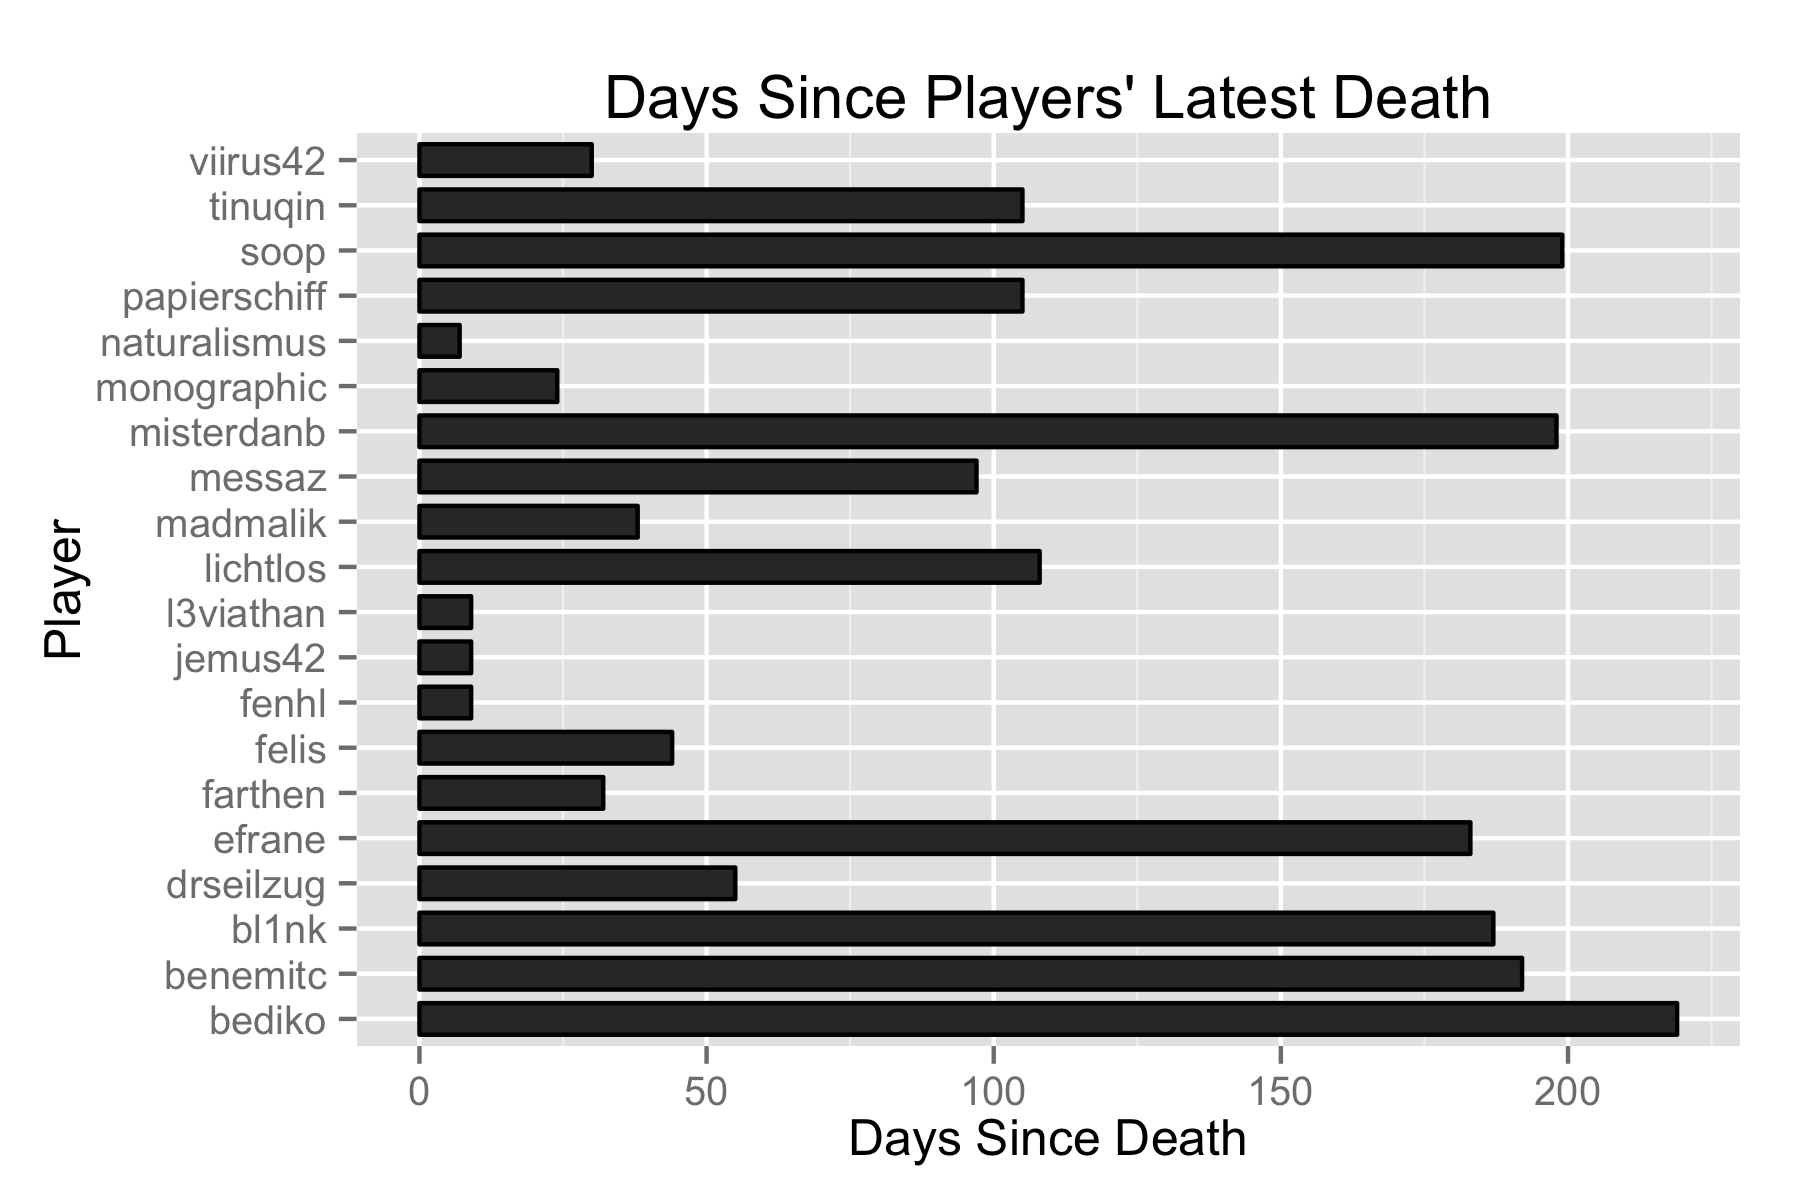 Days Since Players' Latest Death
viirus42
tinuqin
soop
papierschiff
naturalismus
monographic
misterdanb
messaz
madmalik
lichtlos
l3viathan
jemus42
fenhl
felis
farthen
efrane
drseilzug
bl1nk
benemitc
bediko
Player
0 50 100 150 200
Days Since Death